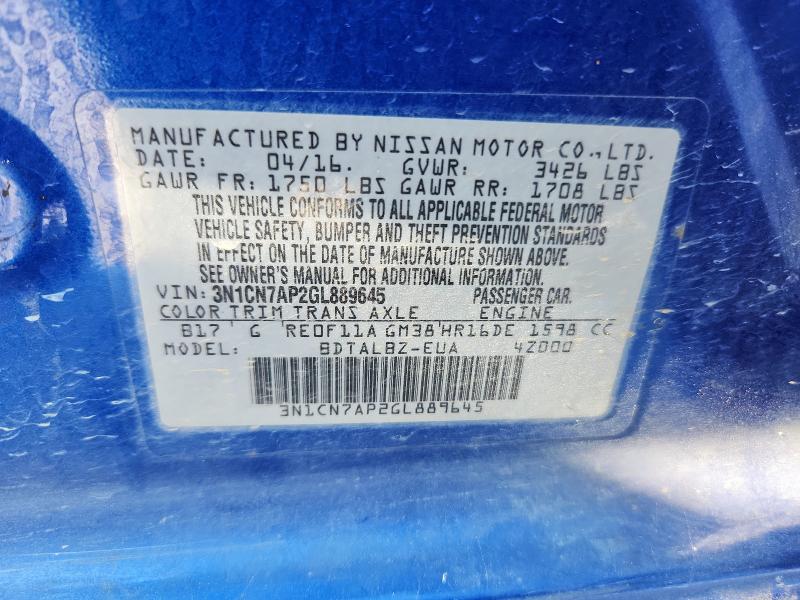 MANUFACTURED BY NISSAN MOTOR CO.,LTD.
DATE: 04/16. GVWR: 3426 LBS
GAWR FR: 1750 LBS GAWR RR: 1708 LBS
THIS VEHICLE CONFORMS TO ALL APPLICABLE FEDERAL MOTOR
VEHICLE SAFETY, BUMPER AND THEFT PREVENTION STANDARDS
IN EFFECT ON THE DATE OF MANUFACTURE SHOWN ABOVE.
SEE OWNER'S MANUAL FOR ADDITIONAL INFORMATION.
VIN: 3N1CN7AP2GL889645 PASSENGER CAR.
COLOR TRIM TRANS AXLE ENGINE
B17 G RE0F11A GM38 HR16DE 1598 CC
MODEL: BDTALBZ-EUA 4Z000
3N1CN7AP2GL889645